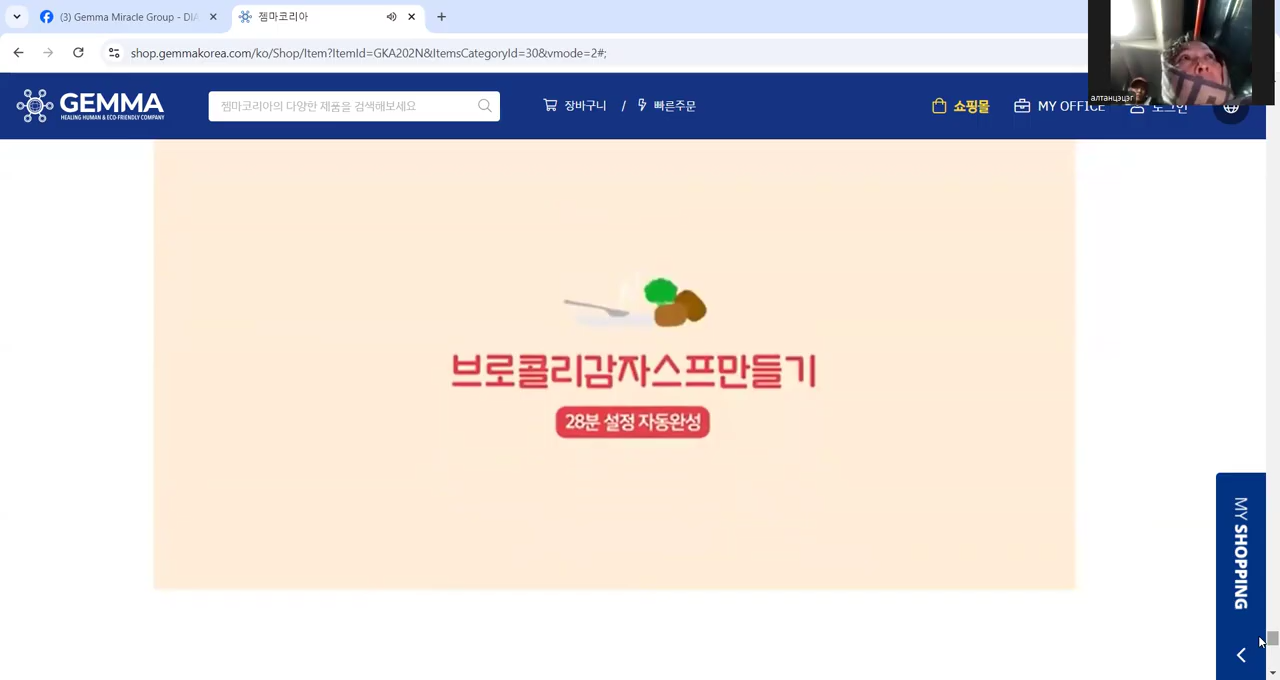 (3) Gemma Miracle Group - DIA
젬마코리아
shop.gemmakorea.com/ko/Shop/Item?ItemId=GKA202N&ItemsCategoryId=30&vmode=2#;
GEMMA
HEALING HUMAN & ECO-FRIENDLY COMPANY
젬마코리아의 다양한 제품을 검색해보세요
장바구니 / 빠른주문
쇼핑몰
MY OFFICE
로그인
алтанцэцэг
브로콜리감자스프만들기
28분 설정 자동완성
MY SHOPPING